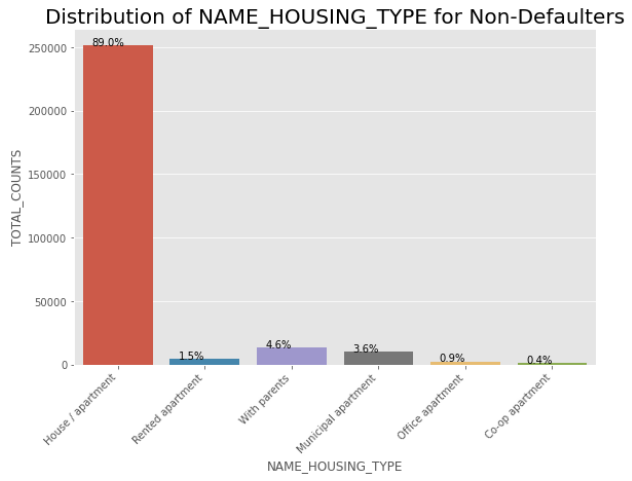 Distribution of NAME_HOUSING_TYPE for Non-Defaulters
TOTAL_COUNTS
250000
200000
150000
100000
50000
0
89.0%
1.5%
4.6%
3.6%
0.9%
0.4%
House / apartment
Rented apartment
With parents
Municipal apartment
Office apartment
Co-op apartment
NAME_HOUSING_TYPE